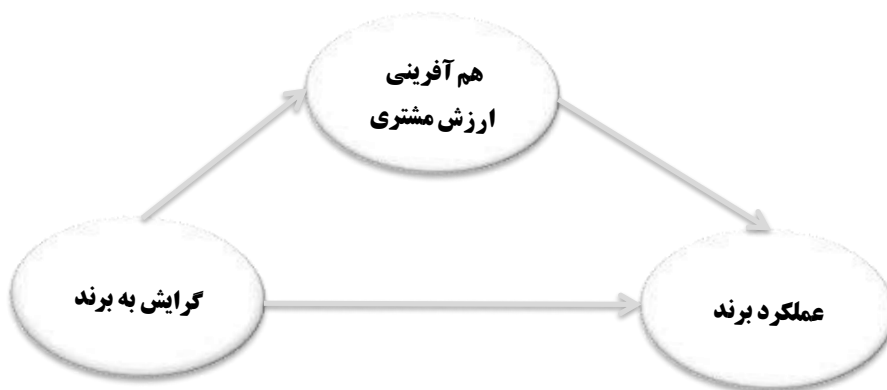 هم آفرینی
ارزش مشتری
گرایش به برند
عملکرد برند